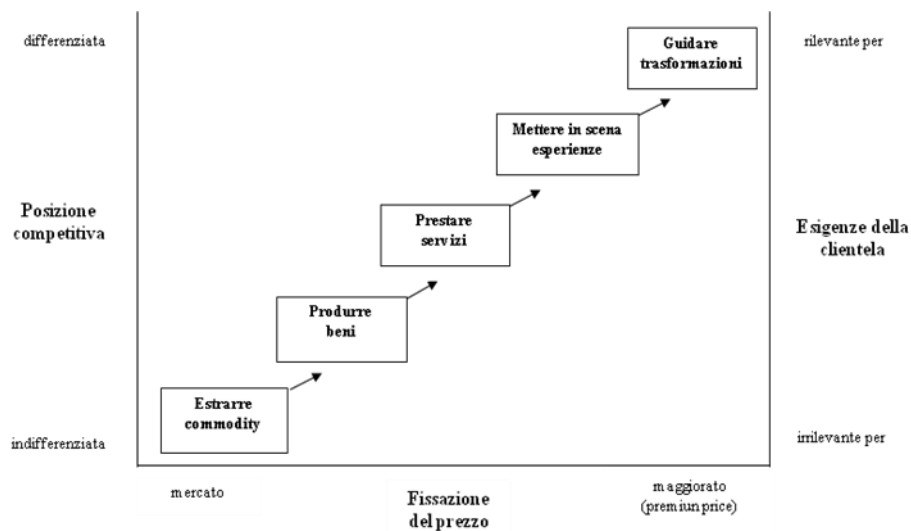 differenziata
Guidare
trasformazioni
rilevante per
Mettere in scena
esperienze
Posizione
competitiva
Prestare
servizi
Esigenze della
clientela
Produrre
beni
Estrarre
commodity
indifferenziata
irrilevante per
mercato
Fissazione
del prezzo
maggiorato
(premiun price)